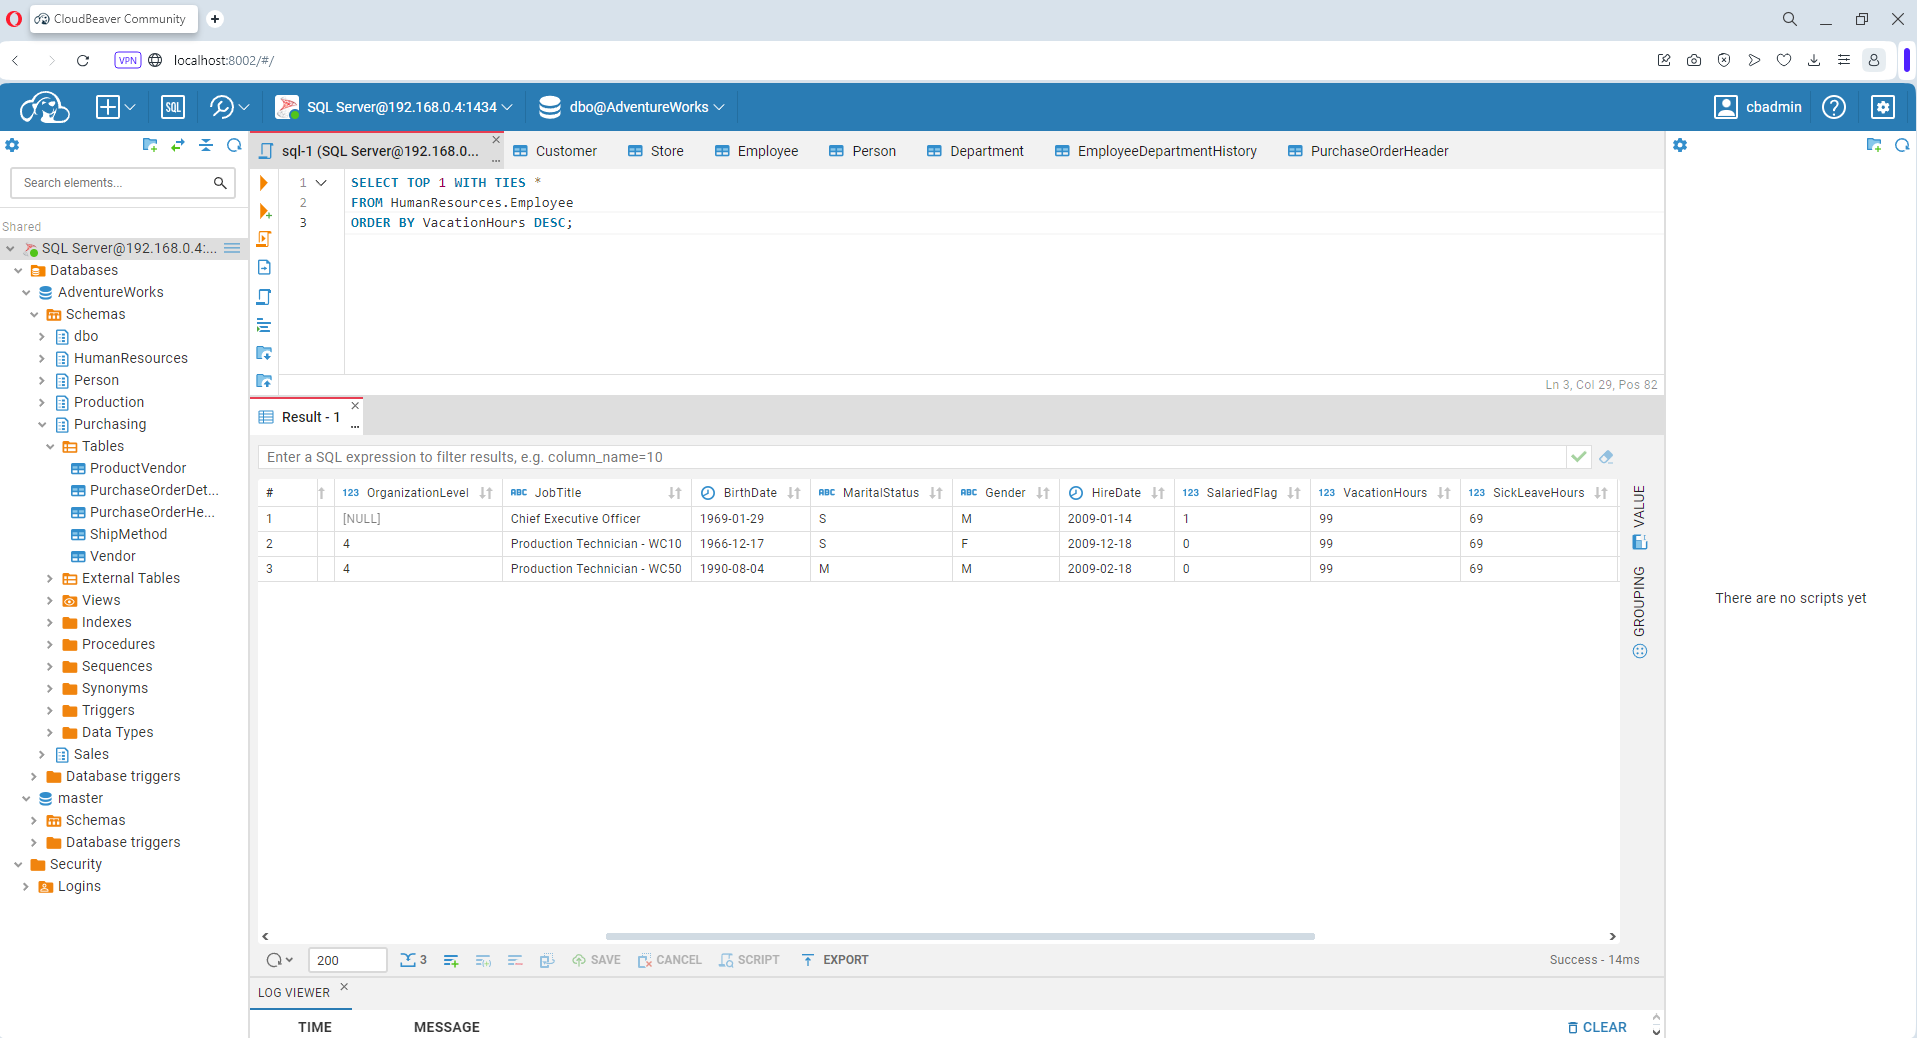 CloudBeaver Community
VPN
localhost:8002/#/
SQL
SQL Server@192.168.0.4:1434
dbo@AdventureWorks
cbadmin
Search elements...
Shared
SQL Server@192.168.0.4:...
Databases
AdventureWorks
Schemas
dbo
HumanResources
Person
Production
Purchasing
Tables
ProductVendor
PurchaseOrderDet...
PurchaseOrderHe...
ShipMethod
Vendor
External Tables
Views
Indexes
Procedures
Sequences
Synonyms
Triggers
Data Types
Sales
Database triggers
master
Schemas
Database triggers
Security
Logins
sql-1 (SQL Server@192.168.0...
Customer
Store
Employee
Person
Department
EmployeeDepartmentHistory
PurchaseOrderHeader
1 SELECT TOP 1 WITH TIES *
2 FROM HumanResources.Employee
3 ORDER BY VacationHours DESC;
Ln 3, Col 29, Pos 82
Result - 1
Enter a SQL expression to filter results, e.g. column_name=10
# 123 OrganizationLevel ABC JobTitle BirthDate ABC MaritalStatus ABC Gender HireDate 123 SalariedFlag 123 VacationHours 123 SickLeaveHours
1 [NULL] Chief Executive Officer 1969-01-29 S M 2009-01-14 1 99 69
2 4 Production Technician - WC10 1966-12-17 S F 2009-12-18 0 99 69
3 4 Production Technician - WC50 1990-08-04 M M 2009-02-18 0 99 69
VALUE
GROUPING
200
3
SAVE
CANCEL
SCRIPT
EXPORT
Success - 14ms
LOG VIEWER
TIME MESSAGE
CLEAR
There are no scripts yet